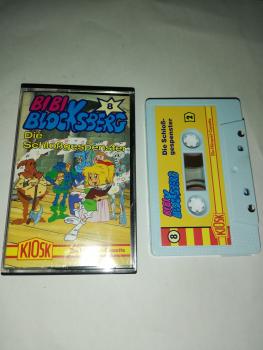 BIBI
BLOCKSBERG
8
Die
Schloßgespenster
KIOSK
Die Schloß-
gespenster
2
BIBI
BLOCKSBERG
8
KIOSK